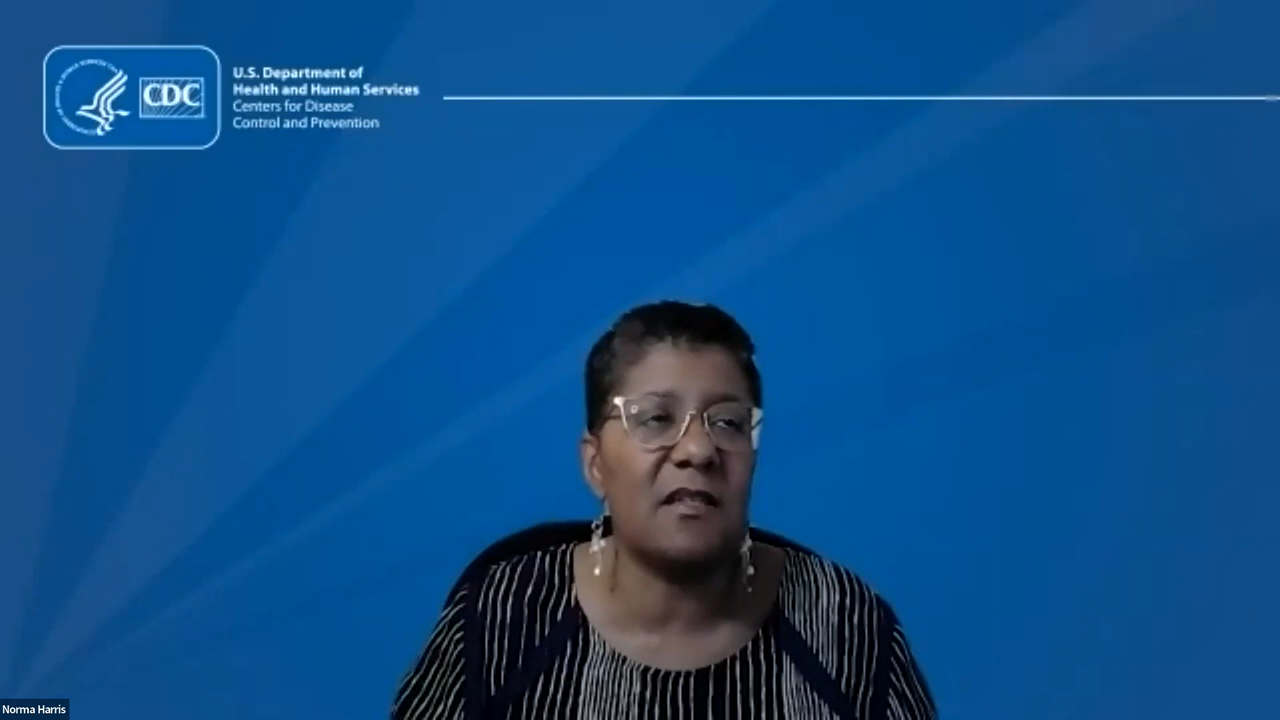 CDC
U.S. Department of
Health and Human Services
Centers for Disease
Control and Prevention
Norma Harris